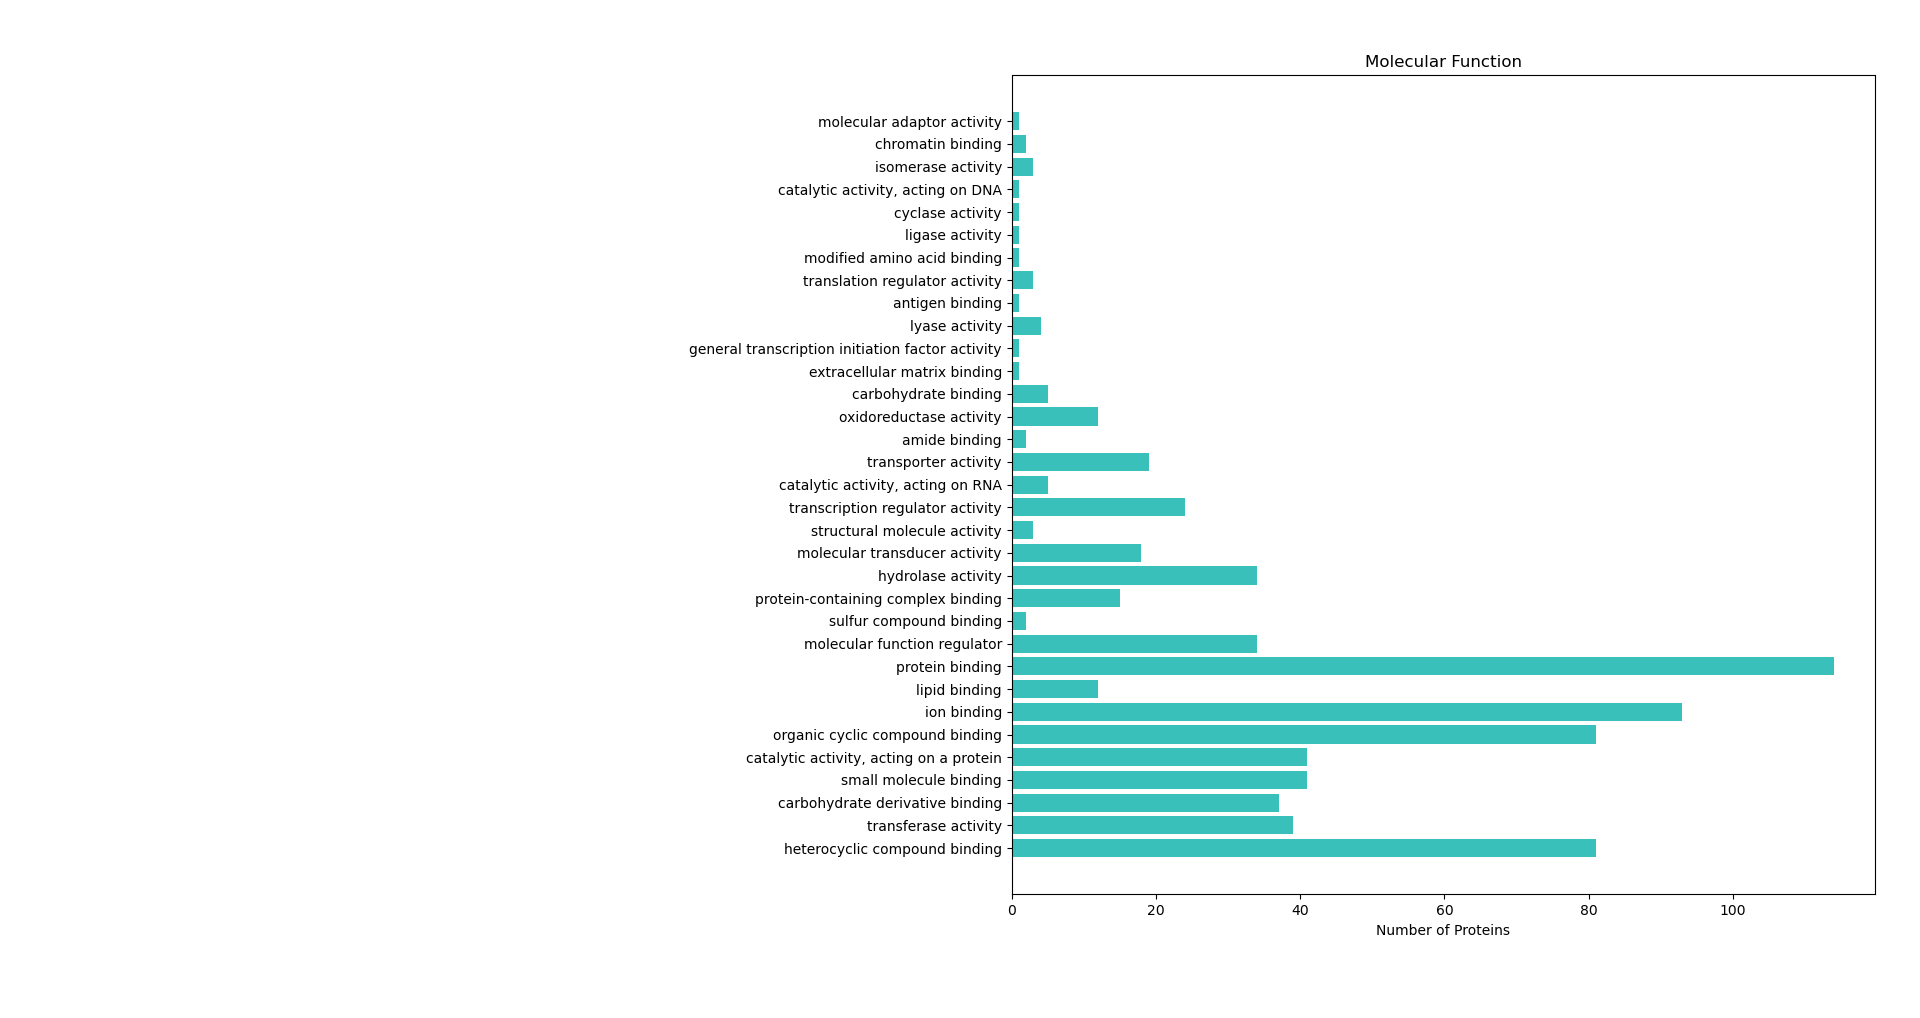 Molecular Function
molecular adaptor activity
chromatin binding
isomerase activity
catalytic activity, acting on DNA
cyclase activity
ligase activity
modified amino acid binding
translation regulator activity
antigen binding
lyase activity
general transcription initiation factor activity
extracellular matrix binding
carbohydrate binding
oxidoreductase activity
amide binding
transporter activity
catalytic activity, acting on RNA
transcription regulator activity
structural molecule activity
molecular transducer activity
hydrolase activity
protein-containing complex binding
sulfur compound binding
molecular function regulator
protein binding
lipid binding
ion binding
organic cyclic compound binding
catalytic activity, acting on a protein
small molecule binding
carbohydrate derivative binding
transferase activity
heterocyclic compound binding
0 20 40 60 80 100
Number of Proteins